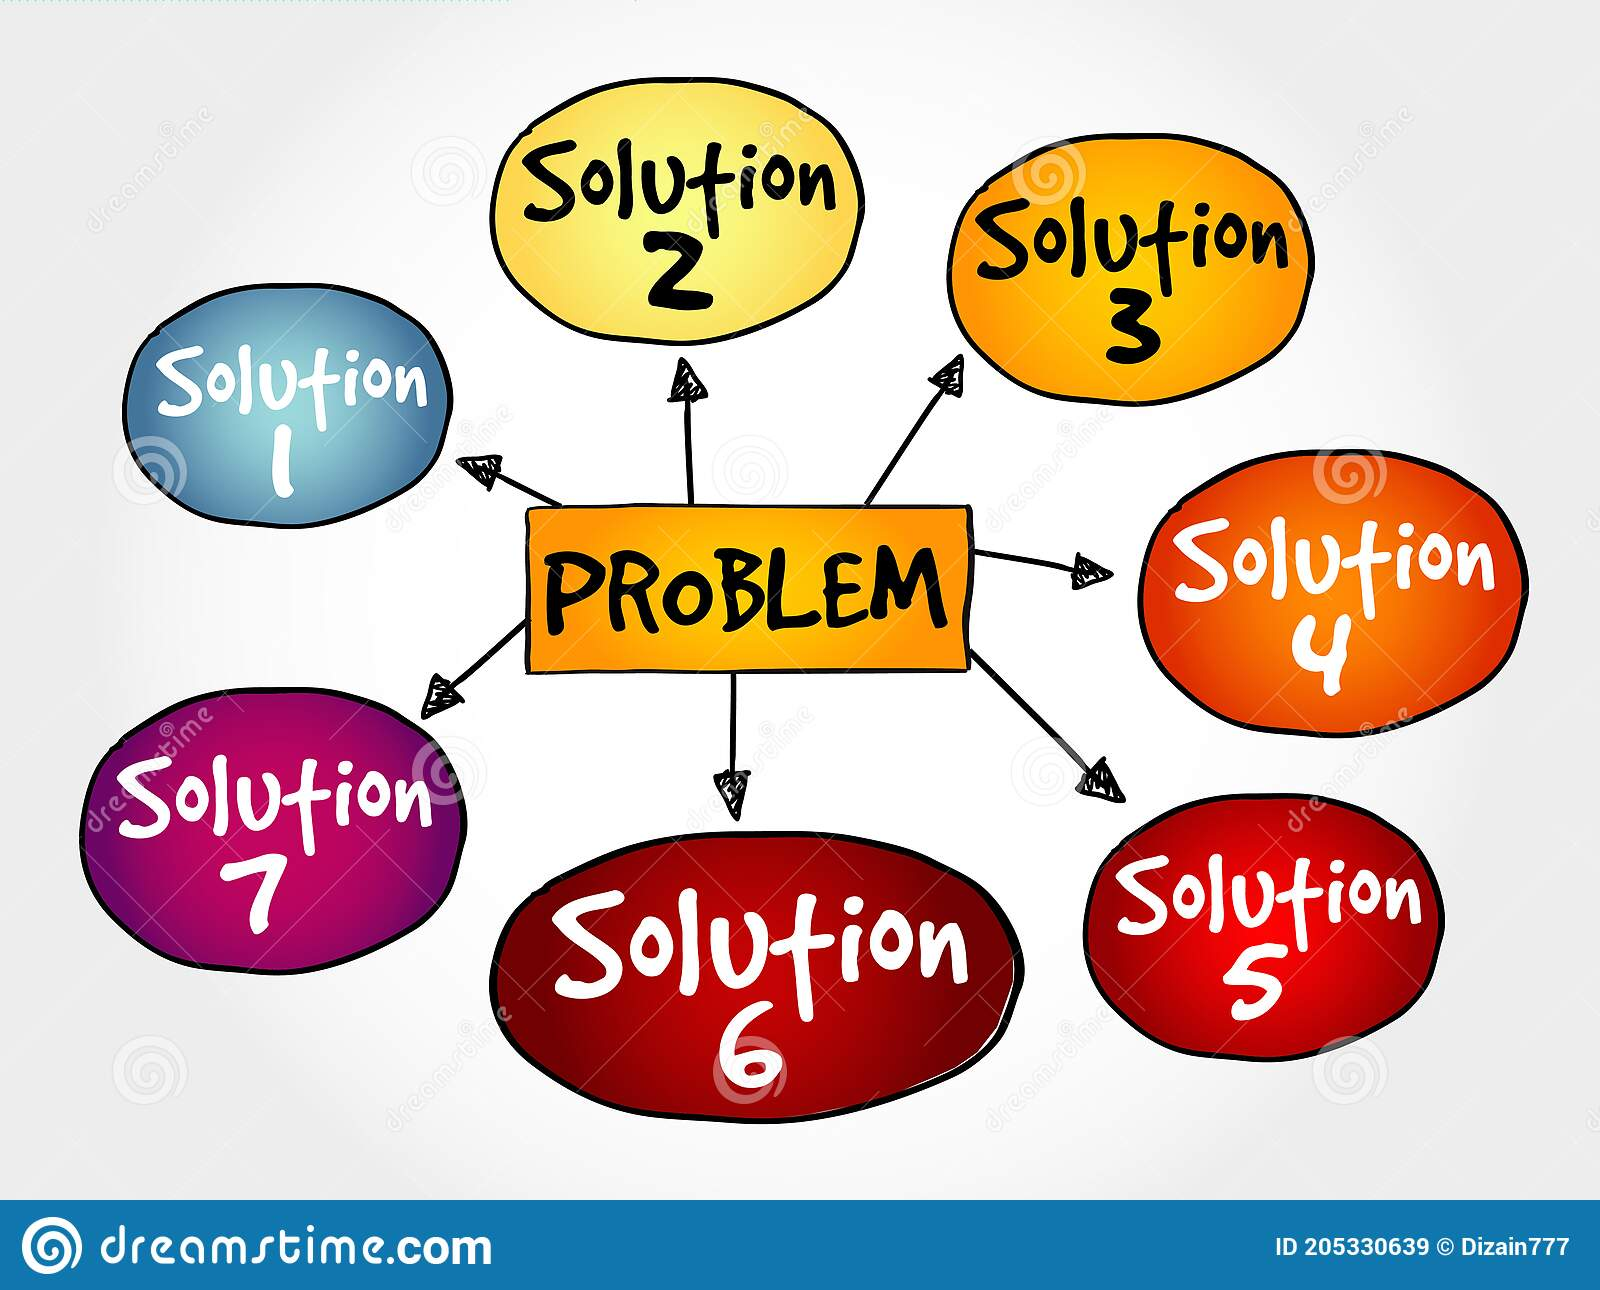 Solution
2
Solution
3
Solution
1
Solution
4
PROBLEM
Solution
7
Solution
5
Solution
6
dreamstime.com
ID 205330639 © Dizain777